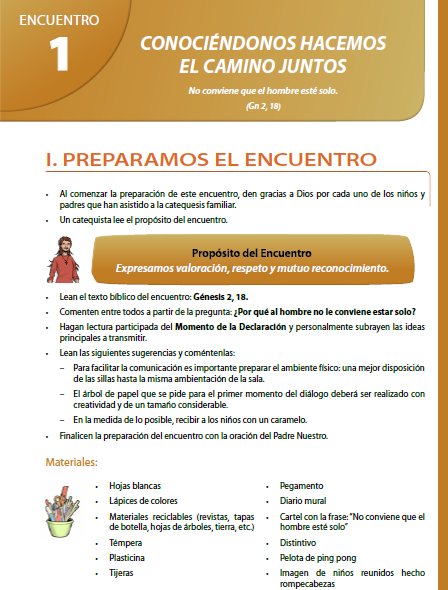 ENCUENTRO
1
CONOCIÉNDONOS HACEMOS
EL CAMINO JUNTOS
No conviene que el hombre esté solo.
(Gn 2, 18)
I. PREPARAMOS EL ENCUENTRO
• Al comenzar la preparación de este encuentro, den gracias a Dios por cada uno de los niños y
padres que han asistido a la catequesis familiar.
• Un catequista lee el propósito del encuentro.
Propósito del Encuentro
Expresamos valoración, respeto y mutuo reconocimiento.
• Lean el texto bíblico del encuentro: Génesis 2, 18.
• Comenten entre todos a partir de la pregunta: ¿Por qué al hombre no le conviene estar solo?
• Hagan lectura participada del Momento de la Declaración y personalmente subrayen las ideas
principales a transmitir.
• Lean las siguientes sugerencias y coméntenlas:
– Para facilitar la comunicación es importante preparar el ambiente físico: una mejor disposición
de las sillas hasta la misma ambientación de la sala.
– El árbol de papel que se pide para el primer momento del diálogo deberá ser realizado con
creatividad y de un tamaño considerable.
– En la medida de lo posible, recibir a los niños con un caramelo.
• Finalicen la preparación del encuentro con la oración del Padre Nuestro.
Materiales:
• Hojas blancas
• Lápices de colores
• Materiales reciclables (revistas, tapas
de botella, hojas de árboles, tierra, etc.)
• Témpera
• Plasticina
• Tijeras
• Pegamento
• Diario mural
• Cartel con la frase: "No conviene que el
hombre esté solo"
• Distintivo
• Pelota de ping pong
• Imagen de niños reunidos hecho
rompecabezas